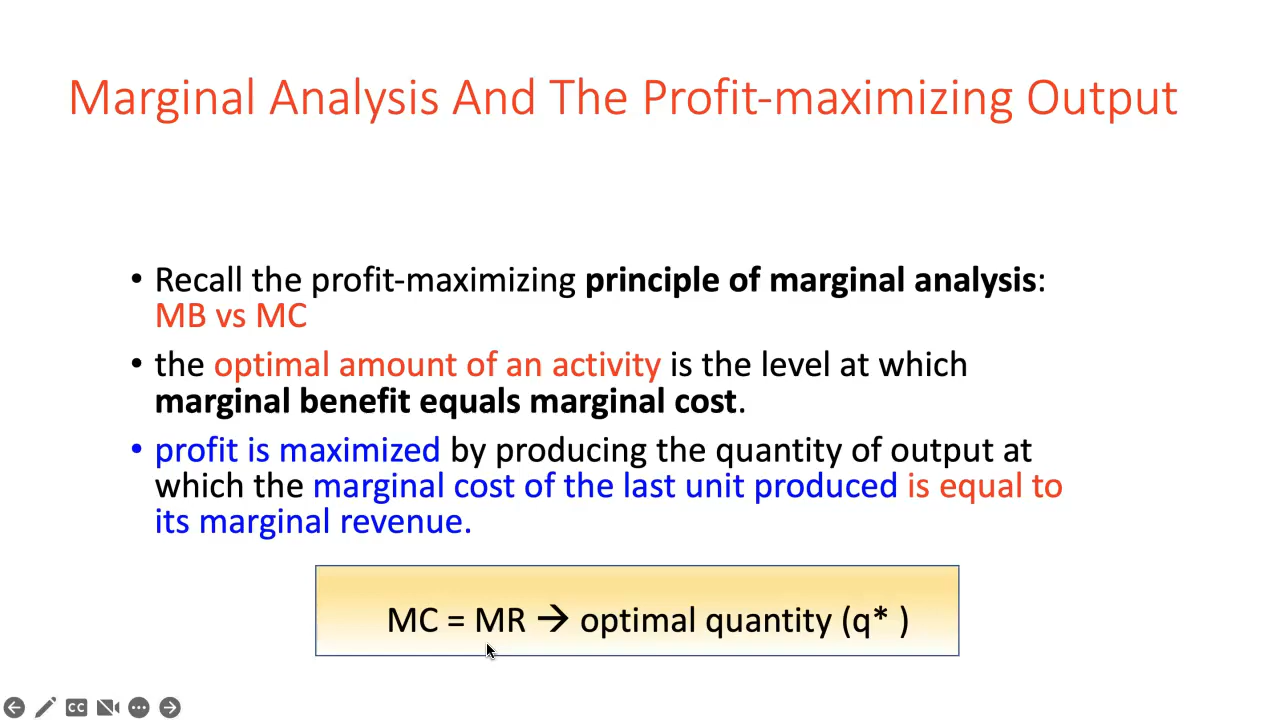 Marginal Analysis And The Profit-maximizing Output
• Recall the profit-maximizing principle of marginal analysis:
MB vs MC
• the optimal amount of an activity is the level at which
marginal benefit equals marginal cost.
• profit is maximized by producing the quantity of output at
which the marginal cost of the last unit produced is equal to
its marginal revenue.
MC = MR → optimal quantity (q* )
CC